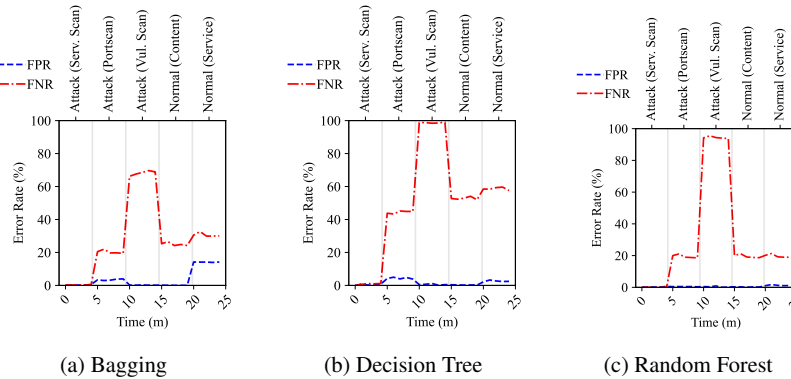 Attack (Serv. Scan)
Attack (Portscan)
Attack (Vul. Scan)
Normal (Content)
Normal (Service)
FPR
FNR
100
80
60
40
20
0
Error Rate (%)
0 5 10 15 20 25
Time (m)
(a) Bagging
Attack (Serv. Scan)
Attack (Portscan)
Attack (Vul. Scan)
Normal (Content)
Normal (Service)
FPR
FNR
100
80
60
40
20
0
Error Rate (%)
0 5 10 15 20 25
Time (m)
(b) Decision Tree
Attack (Serv. Scan)
Attack (Portscan)
Attack (Vul. Scan)
Normal (Content)
Normal (Service)
FPR
FNR
100
80
60
40
20
0
Error Rate (%)
0 5 10 15 20 25
Time (m)
(c) Random Forest